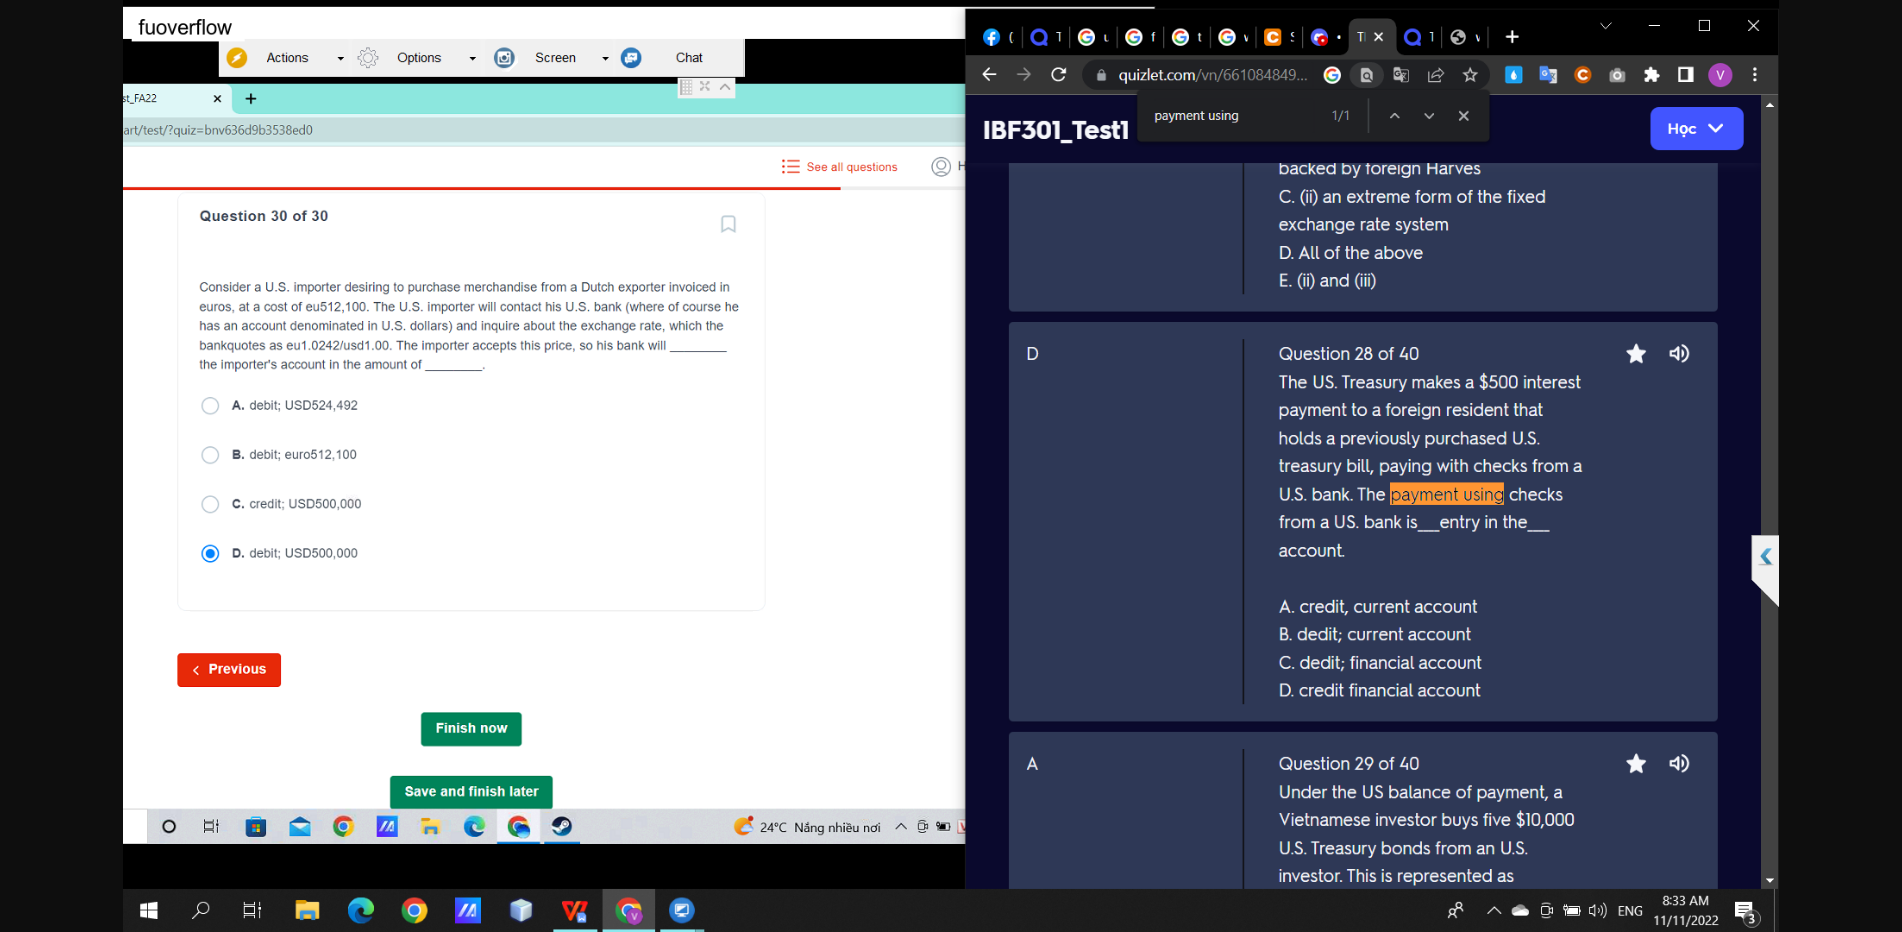 fuoverflow
Actions
Options
Screen
Chat
st_FA22
art/test/?quiz=bnv636d9b3538ed0
See all questions
Question 30 of 30
Consider a U.S. importer desiring to purchase merchandise from a Dutch exporter invoiced in
euros, at a cost of eu512,100. The U.S. importer will contact his U.S. bank (where of course he
has an account denominated in U.S. dollars) and inquire about the exchange rate, which the
bankquotes as eu1.0242/usd1.00. The importer accepts this price, so his bank will ________
the importer's account in the amount of ________.
A. debit; USD524,492
B. debit; euro512,100
C. credit; USD500,000
D. debit; USD500,000
Previous
Finish now
Save and finish later
24°C Nắng nhiều nơi
quizlet.com/vn/661084849...
payment using
1/1
IBF301_Test1
Học
backed by foreign Harves
C. (ii) an extreme form of the fixed
exchange rate system
D. All of the above
E. (ii) and (iii)
D
Question 28 of 40
The US. Treasury makes a $500 interest
payment to a foreign resident that
holds a previously purchased U.S.
treasury bill, paying with checks from a
U.S. bank. The payment using checks
from a US. bank is___entry in the___
account.
A. credit, current account
B. dedit; current account
C. dedit; financial account
D. credit financial account
A
Question 29 of 40
Under the US balance of payment, a
Vietnamese investor buys five $10,000
U.S. Treasury bonds from an U.S.
investor. This is represented as
ENG
8:33 AM
11/11/2022
3